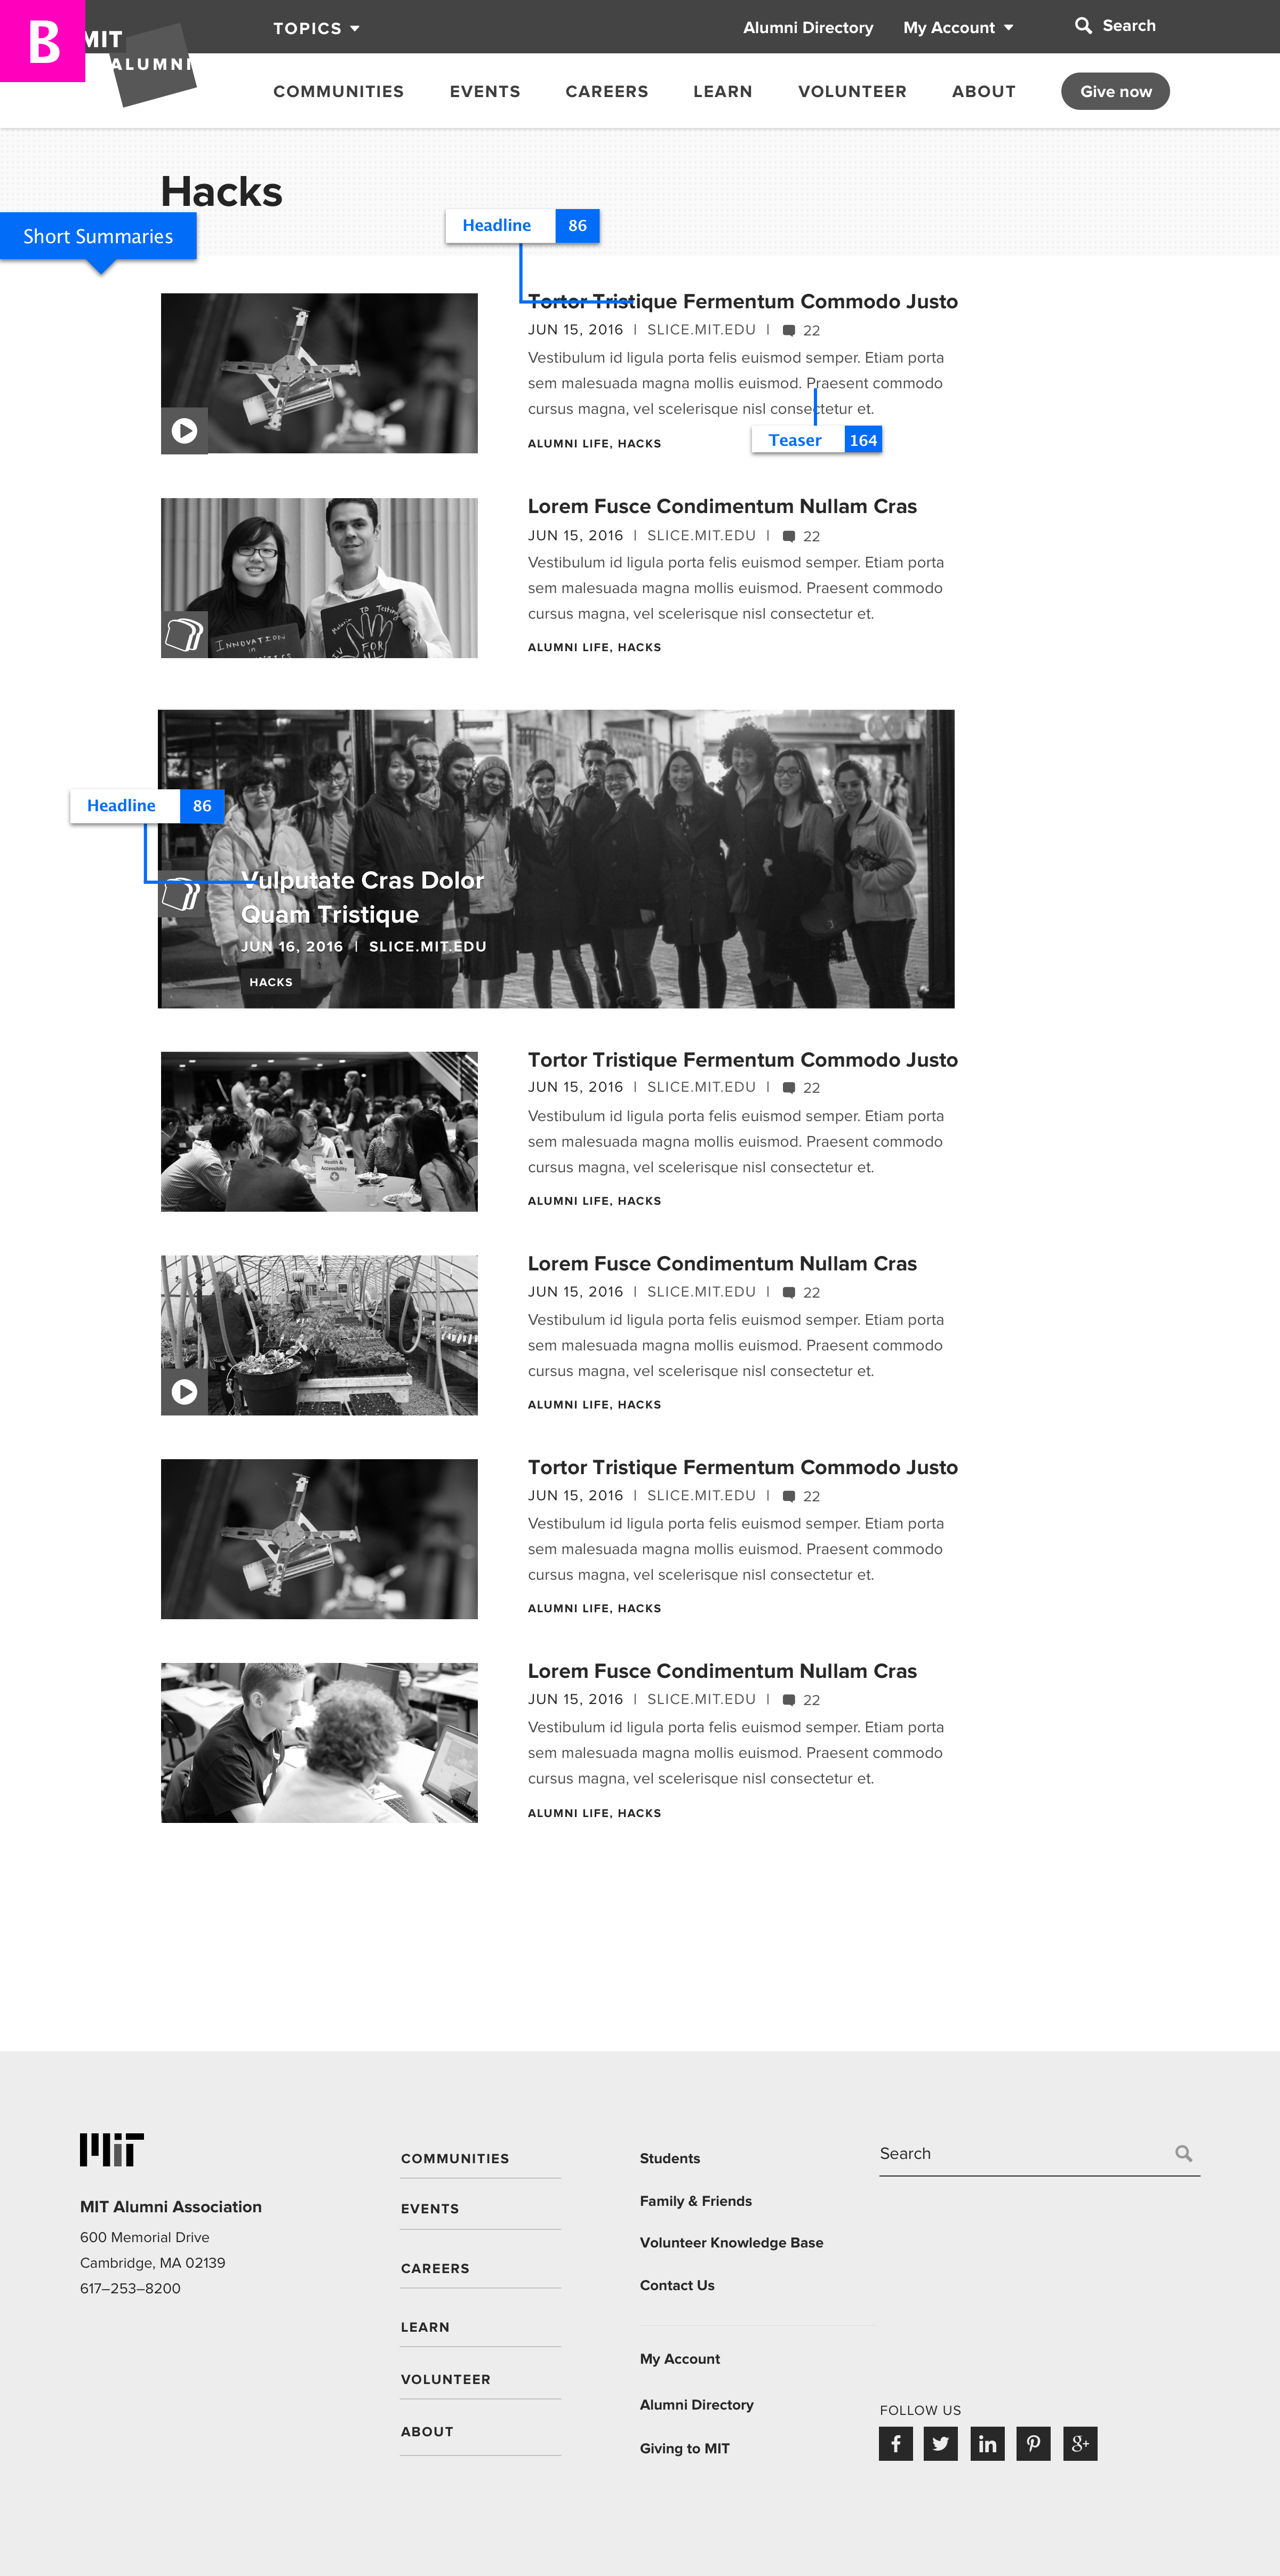 B
MIT
ALUMNI
TOPICS
Alumni Directory
My Account
Search
COMMUNITIES
EVENTS
CAREERS
LEARN
VOLUNTEER
ABOUT
Give now
Hacks
Short Summaries
Headline 86
Tortor Tristique Fermentum Commodo Justo
JUN 15, 2016 | SLICE.MIT.EDU | 22
Vestibulum id ligula porta felis euismod semper. Etiam porta
sem malesuada magna mollis euismod. Praesent commodo
cursus magna, vel scelerisque nisl consectetur et.
Teaser 164
ALUMNI LIFE, HACKS
INNOVATION
in
FOR
Lorem Fusce Condimentum Nullam Cras
JUN 15, 2016 | SLICE.MIT.EDU | 22
Vestibulum id ligula porta felis euismod semper. Etiam porta
sem malesuada magna mollis euismod. Praesent commodo
cursus magna, vel scelerisque nisl consectetur et.
ALUMNI LIFE, HACKS
Headline 86
Vulputate Cras Dolor
Quam Tristique
JUN 16, 2016 | SLICE.MIT.EDU
HACKS
Health &
Accessibility
Tortor Tristique Fermentum Commodo Justo
JUN 15, 2016 | SLICE.MIT.EDU | 22
Vestibulum id ligula porta felis euismod semper. Etiam porta
sem malesuada magna mollis euismod. Praesent commodo
cursus magna, vel scelerisque nisl consectetur et.
ALUMNI LIFE, HACKS
Lorem Fusce Condimentum Nullam Cras
JUN 15, 2016 | SLICE.MIT.EDU | 22
Vestibulum id ligula porta felis euismod semper. Etiam porta
sem malesuada magna mollis euismod. Praesent commodo
cursus magna, vel scelerisque nisl consectetur et.
ALUMNI LIFE, HACKS
Tortor Tristique Fermentum Commodo Justo
JUN 15, 2016 | SLICE.MIT.EDU | 22
Vestibulum id ligula porta felis euismod semper. Etiam porta
sem malesuada magna mollis euismod. Praesent commodo
cursus magna, vel scelerisque nisl consectetur et.
ALUMNI LIFE, HACKS
Lorem Fusce Condimentum Nullam Cras
JUN 15, 2016 | SLICE.MIT.EDU | 22
Vestibulum id ligula porta felis euismod semper. Etiam porta
sem malesuada magna mollis euismod. Praesent commodo
cursus magna, vel scelerisque nisl consectetur et.
ALUMNI LIFE, HACKS
MIT
MIT Alumni Association
600 Memorial Drive
Cambridge, MA 02139
617–253–8200
COMMUNITIES
EVENTS
CAREERS
LEARN
VOLUNTEER
ABOUT
Students
Family & Friends
Volunteer Knowledge Base
Contact Us
My Account
Alumni Directory
Giving to MIT
Search
FOLLOW US
f
in
g+